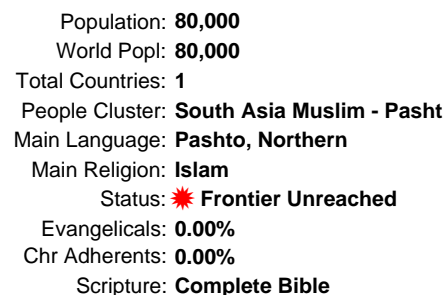 Population: 80,000
World Popl: 80,000
Total Countries: 1
People Cluster: South Asia Muslim - Pasht
Main Language: Pashto, Northern
Main Religion: Islam
Status: Frontier Unreached
Evangelicals: 0.00%
Chr Adherents: 0.00%
Scripture: Complete Bible